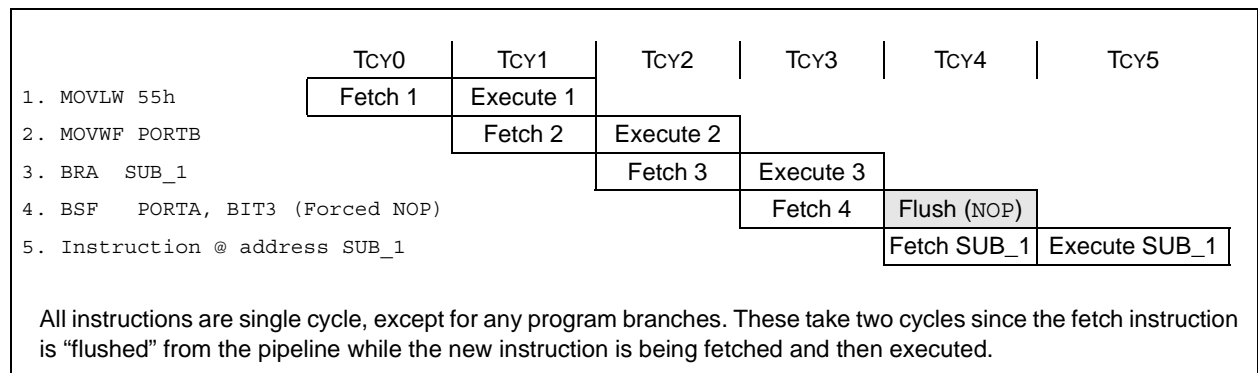 TCY0 TCY1 TCY2 TCY3 TCY4 TCY5
1. MOVLW 55h Fetch 1 Execute 1
2. MOVWF PORTB Fetch 2 Execute 2
3. BRA SUB_1 Fetch 3 Execute 3
4. BSF PORTA, BIT3 (Forced NOP) Fetch 4 Flush (NOP)
5. Instruction @ address SUB_1 Fetch SUB_1 Execute SUB_1
All instructions are single cycle, except for any program branches. These take two cycles since the fetch instruction
is “flushed” from the pipeline while the new instruction is being fetched and then executed.